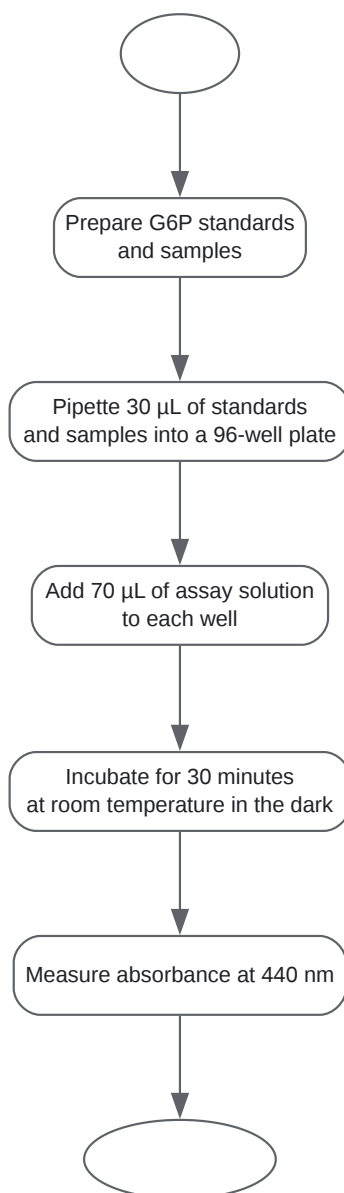 Prepare G6P standards
and samples
Pipette 30 µL of standards
and samples into a 96-well plate
Add 70 µL of assay solution
to each well
Incubate for 30 minutes
at room temperature in the dark
Measure absorbance at 440 nm